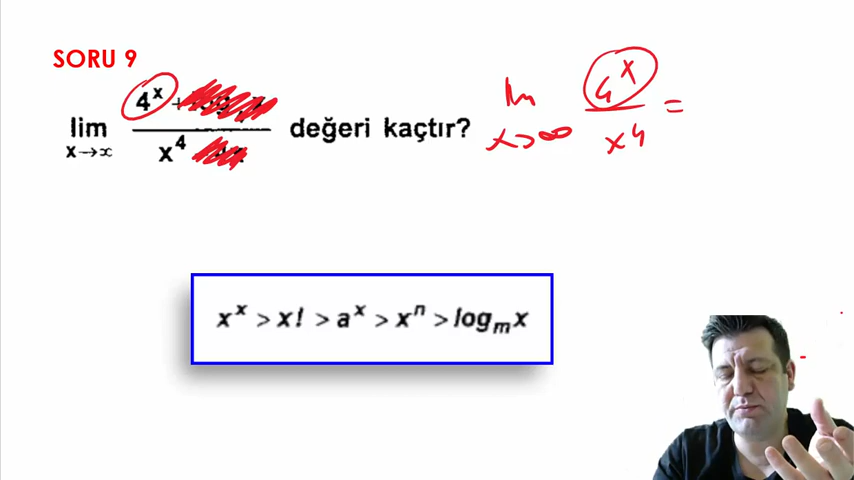 SORU 9
lim x→∝ 4^x + / x^4 değeri kaçtır?
lim x→∞ 4^x / x^4 =
x^x > x! > a^x > x^n > log_m x